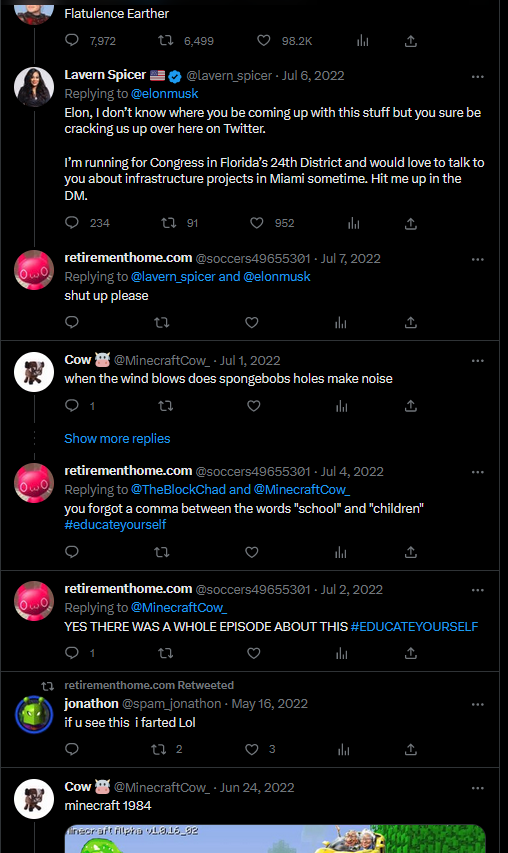 Flatulence Earther
7,972 6,499 98.2K
Lavern Spicer @lavern_spicer · Jul 6, 2022
Replying to @elonmusk
Elon, I don't know where you be coming up with this stuff but you sure be
cracking us up over here on Twitter.
I'm running for Congress in Florida's 24th District and would love to talk to
you about infrastructure projects in Miami sometime. Hit me up in the
DM.
234 91 952
retirementhome.com @soccers49655301 · Jul 7, 2022
Replying to @lavern_spicer and @elonmusk
shut up please
Cow @MinecraftCow_ · Jul 1, 2022
when the wind blows does spongebobs holes make noise
1
Show more replies
retirementhome.com @soccers49655301 · Jul 4, 2022
Replying to @TheBlockChad and @MinecraftCow_
you forgot a comma between the words "school" and "children"
#educateyourself
retirementhome.com @soccers49655301 · Jul 2, 2022
Replying to @MinecraftCow_
YES THERE WAS A WH0LE EPISODE ABOUT THIS #EDUCATEYOURSELF
1
retirementhome.com Retweeted
jonathon @spam_jonathon · May 16, 2022
if u see this i farted Lol
2 3
Cow @MinecraftCow_ · Jun 24, 2022
minecraft 1984
Minecraft Alpha v1.0.16_02